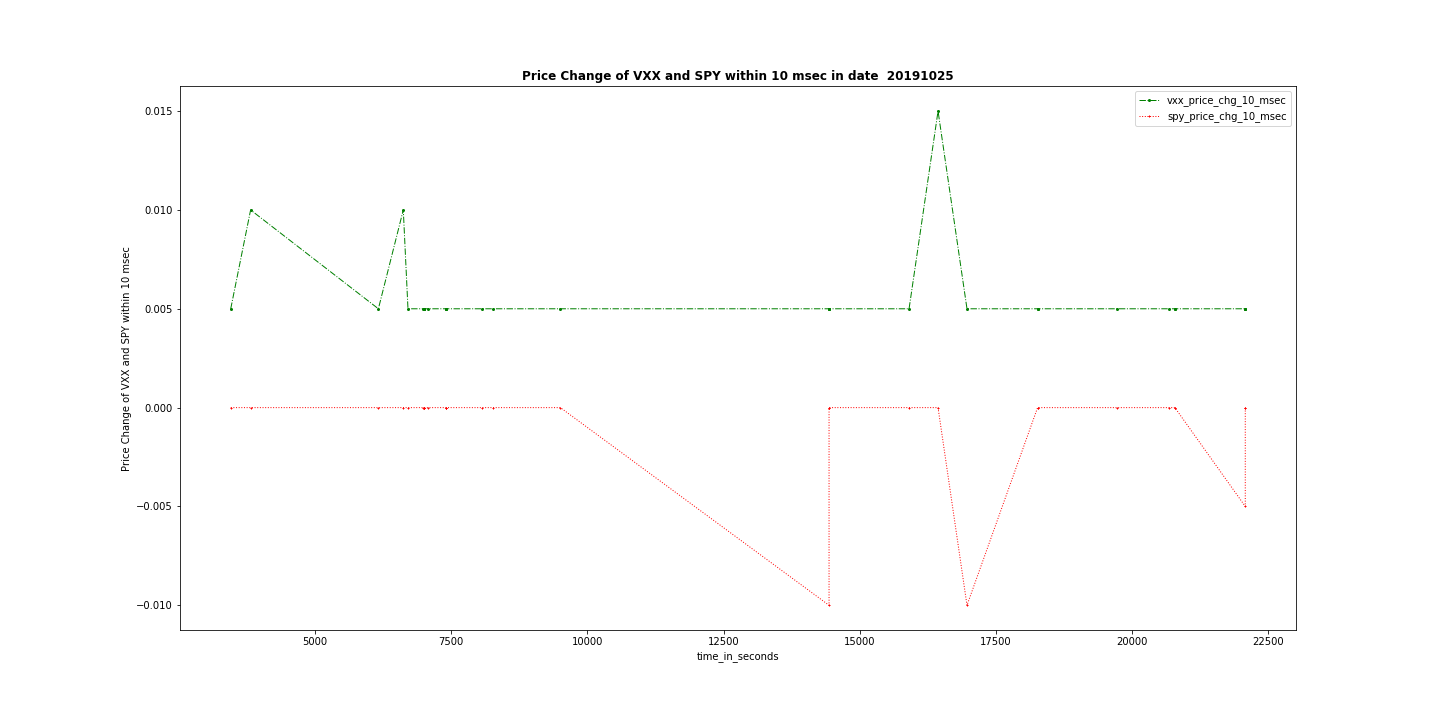 Price Change of VXX and SPY within 10 msec in date  20191025
vxx_price_chg_10_msec
spy_price_chg_10_msec
Price Change of VXX and SPY within 10 msec
0.015
0.010
0.005
0.000
−0.005
−0.010
5000 7500 10000 12500 15000 17500 20000 22500
time_in_seconds